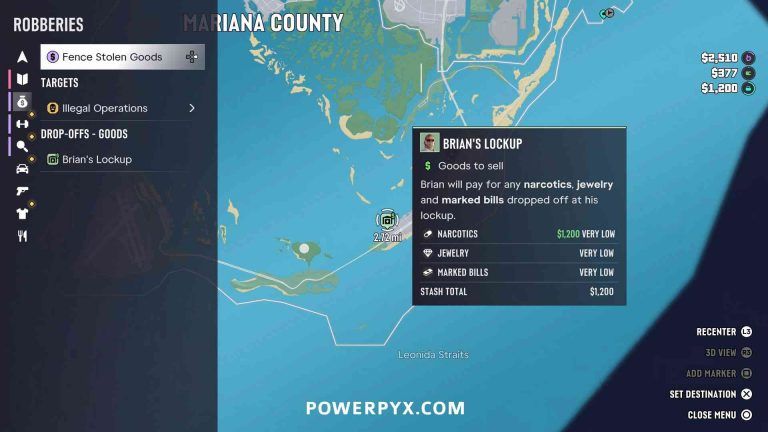 ROBBERIES
MARIANA COUNTY
Fence Stolen Goods
TARGETS
Illegal Operations
DROP-OFFS - GOODS
Brian's Lockup
$2,510
$377
$1,200
BRIAN'S LOCKUP
$ Goods to sell
Brian will pay for any narcotics, jewelry
and marked bills dropped off at his
lockup.
NARCOTICS $1,200 VERY LOW
JEWELRY VERY LOW
MARKED BILLS VERY LOW
STASH TOTAL $1,200
2.72 mi
Leonida Straits
RECENTER L3
3D VIEW R3
ADD MARKER
SET DESTINATION
CLOSE MENU
POWERPYX.COM